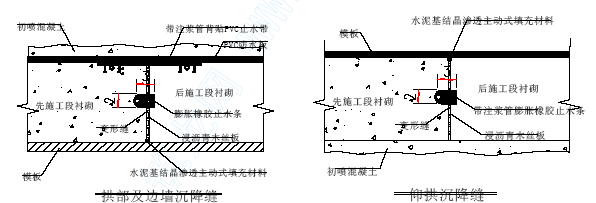 初喷混凝土
带注浆管背贴PVC止水带
PVC防水板
先施工段衬砌
后施工段衬砌
膨胀橡胶止水条
变形缝
浸沥青木丝板
模板
水泥基结晶渗透主动式填充材料
拱部及边墙沉降缝
水泥基结晶渗透主动式填充材料
模板
先施工段衬砌
后施工段衬砌
带注浆管膨胀橡胶止水条
变形缝
浸沥青木丝板
初喷混凝土
仰拱沉降缝